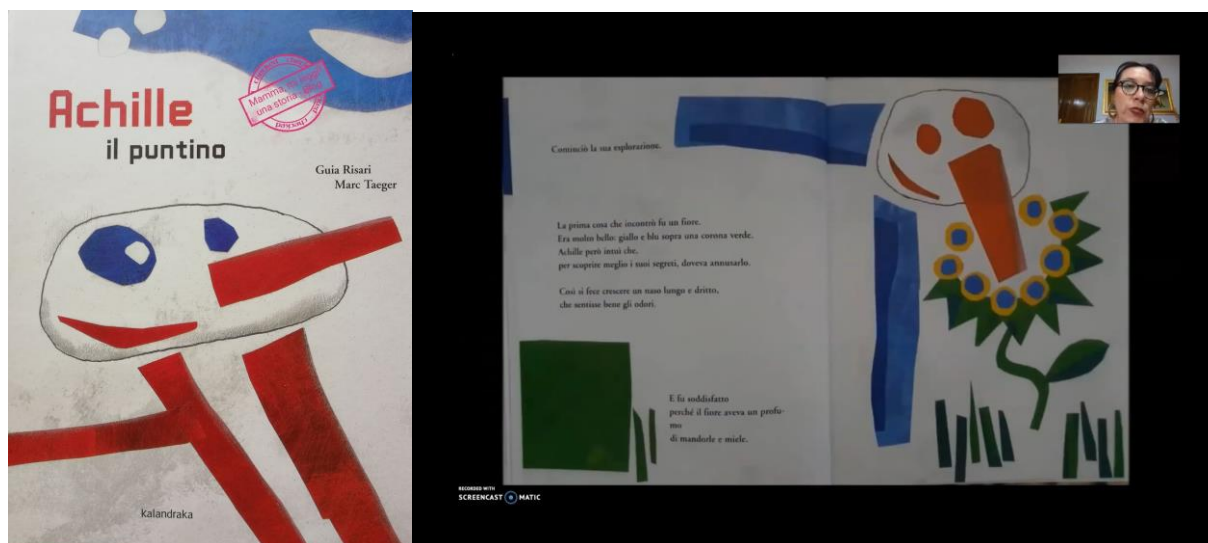 Achille
il puntino
Mamma, mi leggi
una storia
Guia Risari
Marc Taeger
kalandraka
Cominciò la sua esplorazione.
La prima cosa che incontrò fu un fiore.
Era molto bello: giallo e blu sopra una corona verde.
Achille però intuì che,
per scoprire meglio i suoi segreti, doveva annusarlo.
Così si fece crescere un naso lungo e dritto,
che sentisse bene gli odori.
E fu soddisfatto
perché il fiore aveva un profu-
mo
di mandorle e miele.
RECORDED WITH
SCREENCAST MATIC